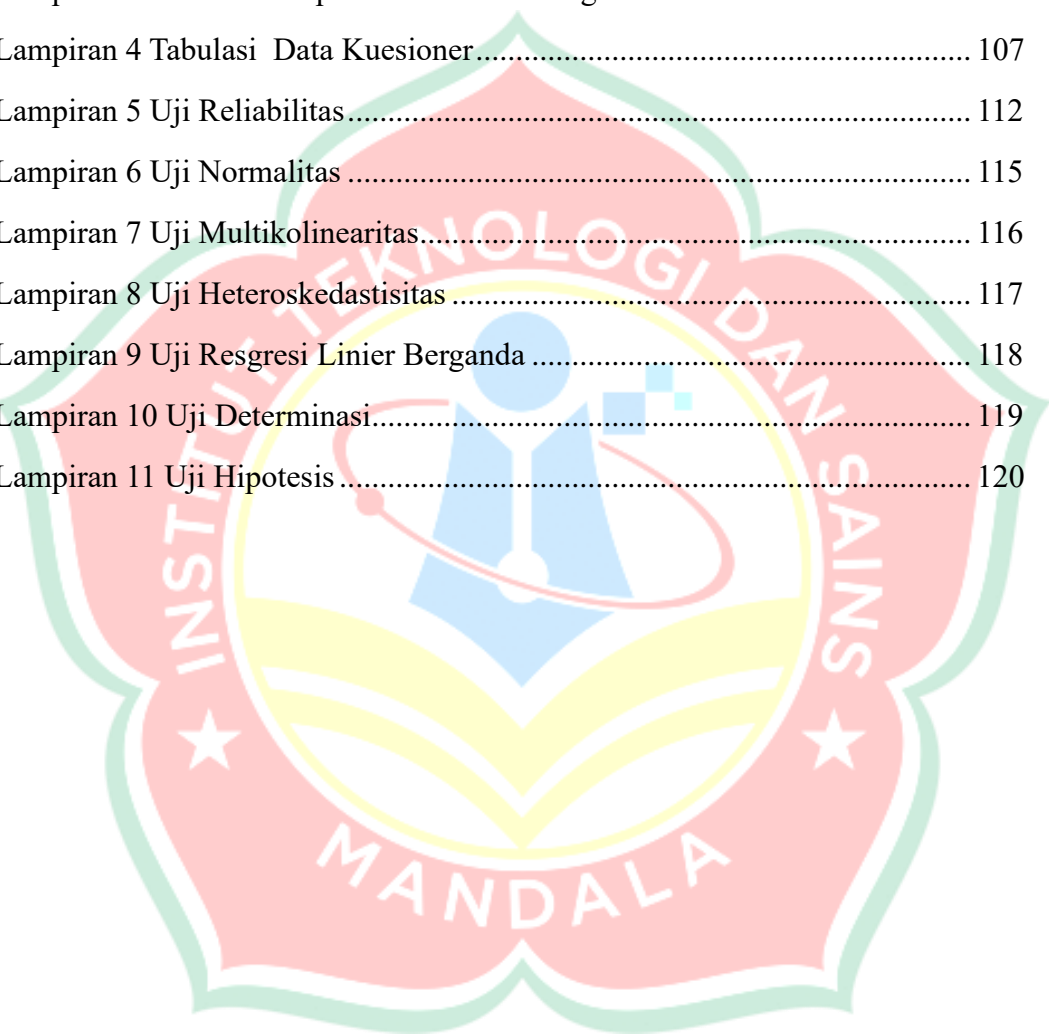 Lampiran 4 Tabulasi  Data Kuesioner.................................................................. 107
Lampiran 5 Uji Reliabilitas.................................................................................. 112
Lampiran 6 Uji Normalitas .................................................................................. 115
Lampiran 7 Uji Multikolinearitas......................................................................... 116
Lampiran 8 Uji Heteroskedastisitas ..................................................................... 117
Lampiran 9 Uji Resgresi Linier Berganda ........................................................... 118
Lampiran 10 Uji Determinasi............................................................................... 119
Lampiran 11 Uji Hipotesis ................................................................................... 120
INSTITUT TEKNOLOGI DAN SAINS
MANDALA